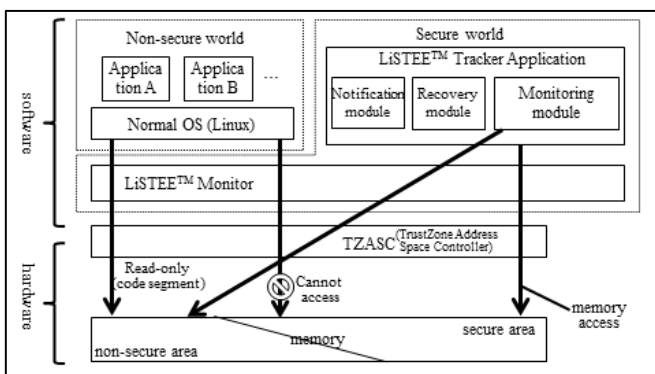 Non-secure world
Secure world
LiSTEE™ Tracker Application
Applica
tion A
Applica
tion B
...
Notification
module
Recovery
module
Monitoring
module
Normal OS (Linux)
software
LiSTEE™ Monitor
TZASC (TrustZone Address
Space Controller)
hardware
Read-only
(code segment)
Cannot
access
memory
access
non-secure area
memory
secure area